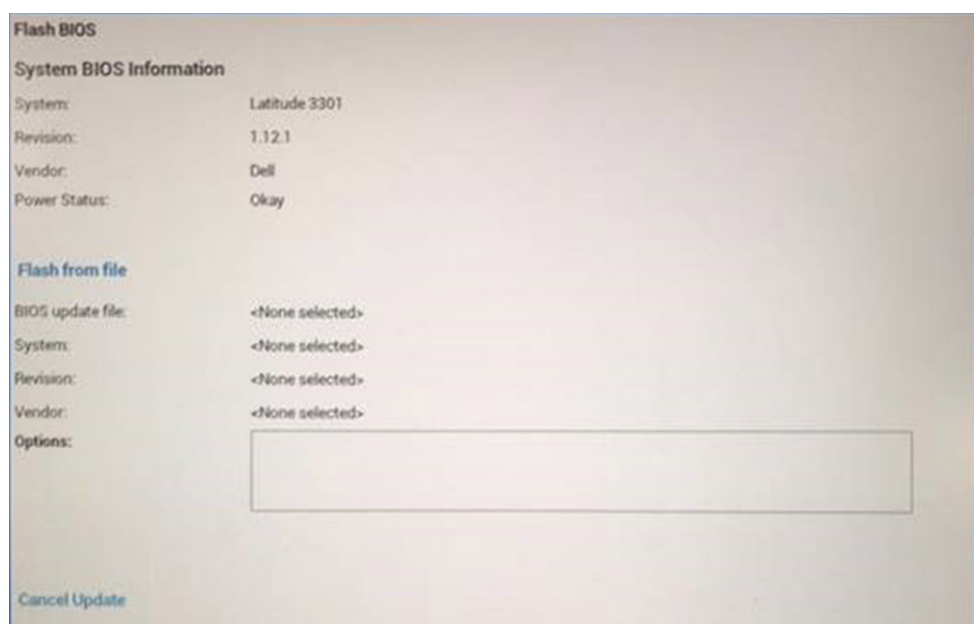 Flash BIOS
System BIOS Information
System: Latitude 3301
Revision: 1.12.1
Vendor: Dell
Power Status: Okay
Flash from file
BIOS update file: <None selected>
System: <None selected>
Revision: <None selected>
Vendor: <None selected>
Options:
Cancel Update